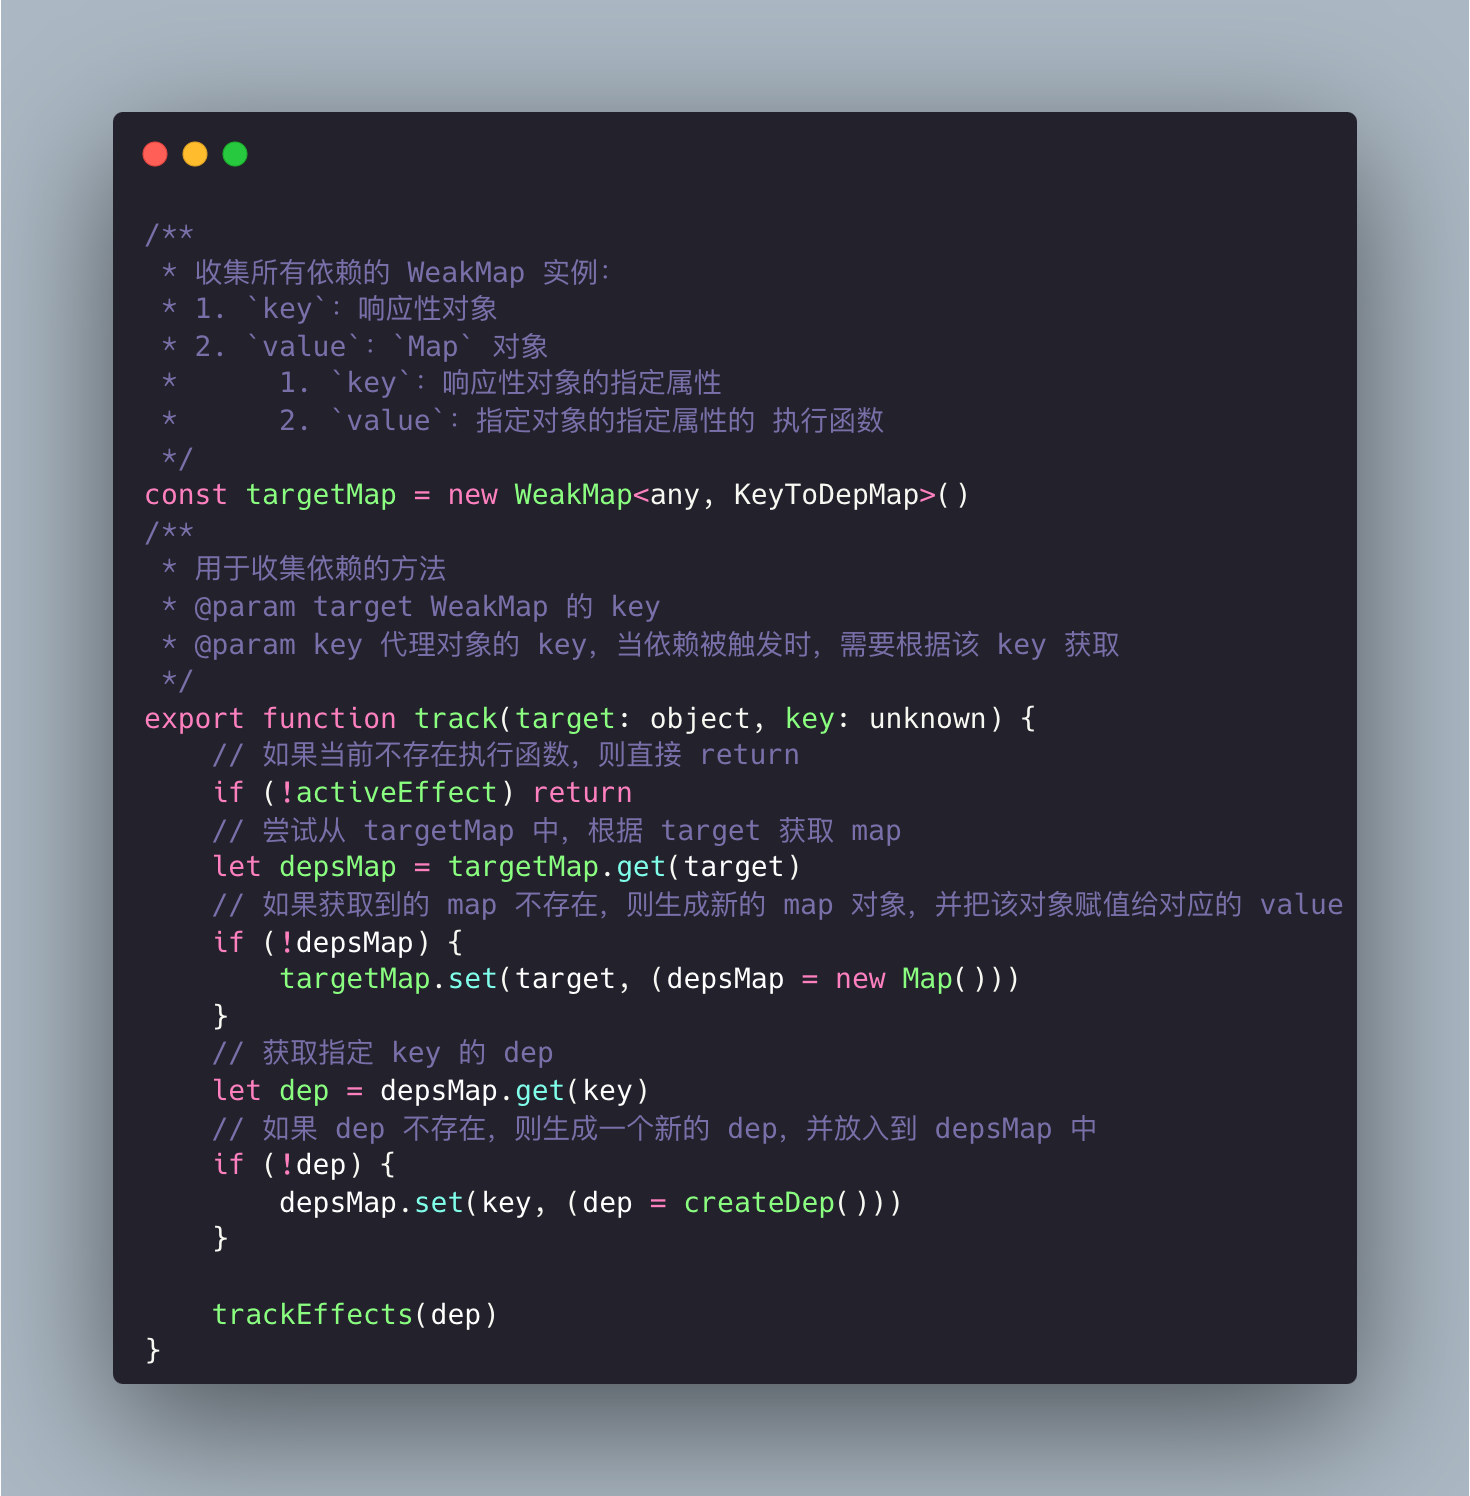 /**
 * 收集所有依赖的 WeakMap 实例：
 * 1. `key`：响应性对象
 * 2. `value`：`Map` 对象
 *      1. `key`：响应性对象的指定属性
 *      2. `value`：指定对象的指定属性的 执行函数
 */
const targetMap = new WeakMap<any, KeyToDepMap>()
/**
 * 用于收集依赖的方法
 * @param target WeakMap 的 key
 * @param key 代理对象的 key，当依赖被触发时，需要根据该 key 获取
 */
export function track(target: object, key: unknown) {
    // 如果当前不存在执行函数，则直接 return
    if (!activeEffect) return
    // 尝试从 targetMap 中，根据 target 获取 map
    let depsMap = targetMap.get(target)
    // 如果获取到的 map 不存在，则生成新的 map 对象，并把该对象赋值给对应的 value
    if (!depsMap) {
        targetMap.set(target, (depsMap = new Map()))
    }
    // 获取指定 key 的 dep
    let dep = depsMap.get(key)
    // 如果 dep 不存在，则生成一个新的 dep，并放入到 depsMap 中
    if (!dep) {
        depsMap.set(key, (dep = createDep()))
    }

    trackEffects(dep)
}